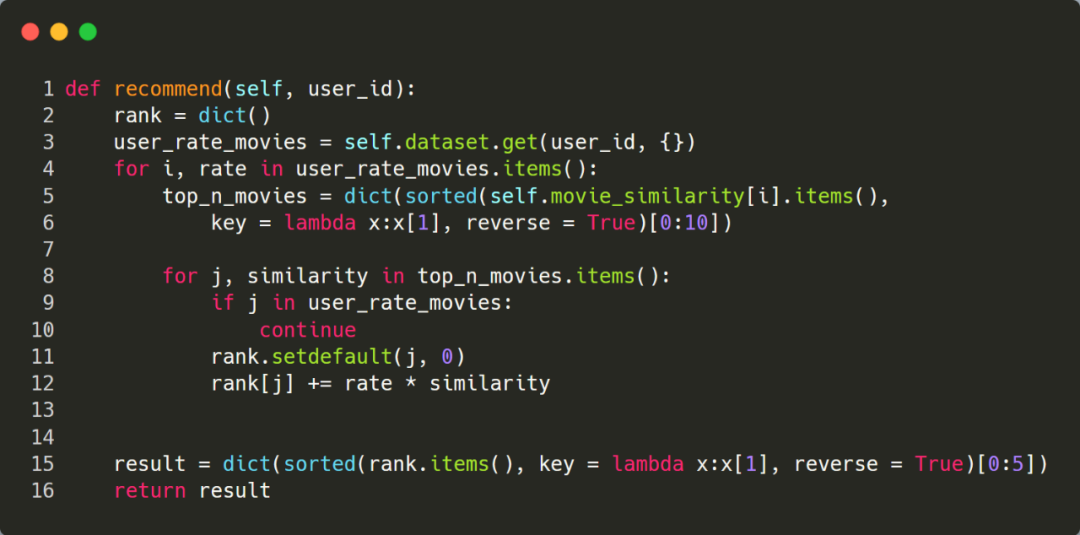 1 def recommend(self, user_id):
2     rank = dict()
3     user_rate_movies = self.dataset.get(user_id, {})
4     for i, rate in user_rate_movies.items():
5         top_n_movies = dict(sorted(self.movie_similarity[i].items(),
6             key = lambda x:x[1], reverse = True)[0:10])
7
8         for j, similarity in top_n_movies.items():
9             if j in user_rate_movies:
10                 continue
11             rank.setdefault(j, 0)
12             rank[j] += rate * similarity
13
14
15     result = dict(sorted(rank.items(), key = lambda x:x[1], reverse = True)[0:5])
16     return result